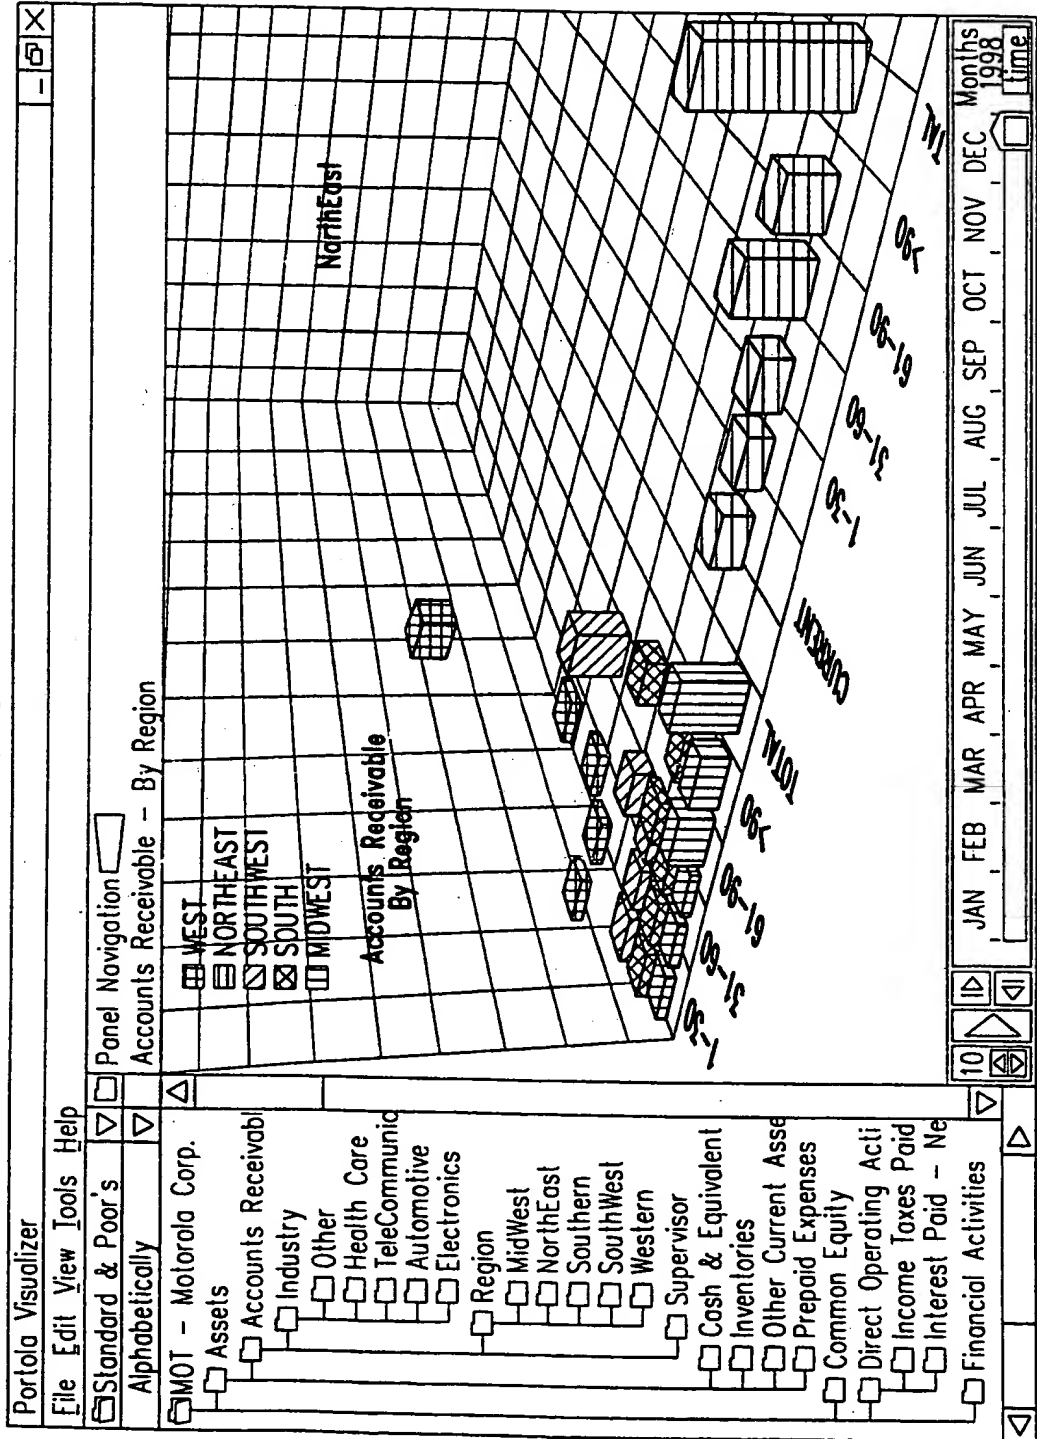 Portola Visualizer
File Edit View Tools Help
Standard & Poor's
Alphabetically
MOT - Motorala Corp.
Assets
Accounts Receivabl
Industry
Other
Health Care
TeleCommunic
Automotive
Electronics
Region
MidWest
NorthEast
Southern
SouthWest
Western
Supervisor
Cash & Equivalent
Inventories
Other Current Asse
Prepaid Expenses
Common Equity
Direct Operating Acti
Income Taxes Paid
Interest Paid - Ne
Financial Activities
Panel Navigation
Accounts Receivable - By Region
WEST
NORTHEAST
SOUTHWEST
SOUTH
MIDWEST
Accounts Receivable
By Region
NorthEast
1-30
31-60
61-90
>90
TOTAL
CURRENT
1-30
31-60
61-90
>90
TAL
10
JAN FEB MAR APR MAY JUN JUL AUG SEP OCT NOV DEC Months
1998
time